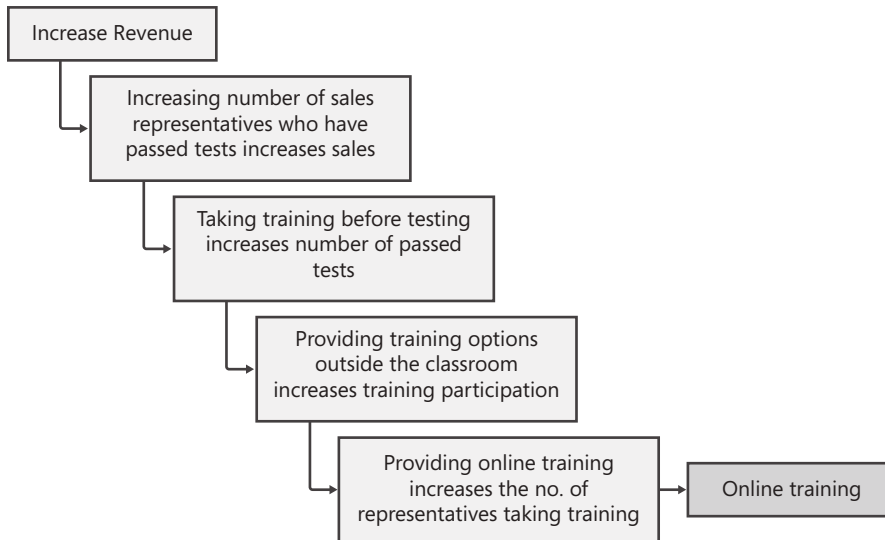 Increase Revenue
Increasing number of sales
representatives who have
passed tests increases sales
Taking training before testing
increases number of passed
tests
Providing training options
outside the classroom
increases training participation
Providing online training
increases the no. of
representatives taking training
Online training